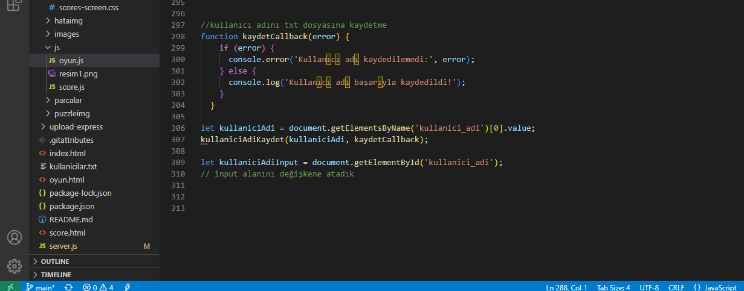 scores-screen.css
hataimg
images
js
oyun.js
resim1.png
score.js
parcalar
puzzleimg
upload-express
.gitattributes
index.html
kullanicilar.txt
oyun.html
package-lock.json
package.json
README.md
score.html
server.js M
OUTLINE
TIMELINE
295
296
297 //kullanıcı adını txt dosyasına kaydetme
298 function kaydetCallback(error) {
299 if (error) {
300 console.error('Kullanıcı adı kaydedilemedi:', error);
301 } else {
302 console.log('Kullanıcı adı başarıyla kaydedildi!');
303 }
304 }
305
306 let kullaniciAdi = document.getElementsByName('kullanici_adi')[0].value;
307 kullaniciAdiKaydet(kullaniciAdi, kaydetCallback);
308
309 let kullaniciAdiInput = document.getElementById('kullanici_adi');
310 // input alanını değişkene atadık
311
312
313
main* 0 4 Ln 288, Col 1 Tab Size: 4 UTF-8 CRLF {} JavaScript